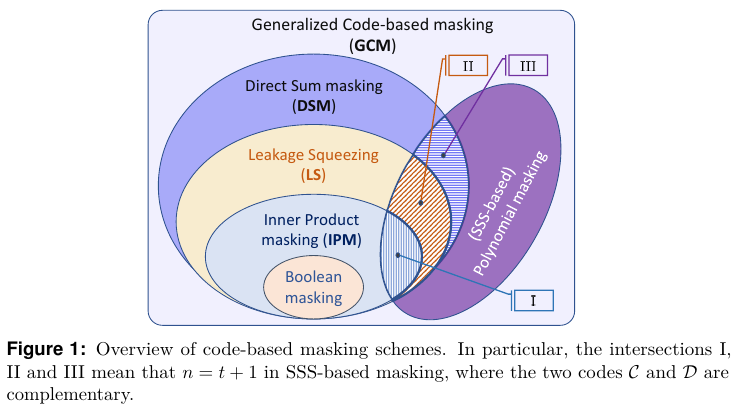 Generalized Code-based masking
(GCM)
II
III
Direct Sum masking
(DSM)
Leakage Squeezing
(LS)
Inner Product
masking (IPM)
Boolean
masking
(SSS-based)
Polynomial masking
I
Figure 1: Overview of code-based masking schemes. In particular, the intersections I,
II and III mean that n = t + 1 in SSS-based masking, where the two codes 𝒞 and 𝒟 are
complementary.